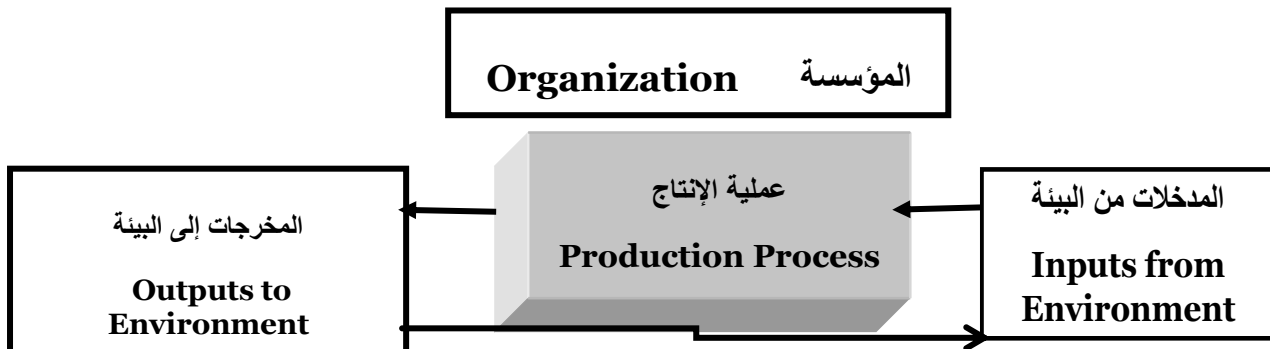 Organization المؤسسة
المدخلات من البيئة
Inputs from
Environment
عملية الإنتاج
Production Process
المخرجات إلى البيئة
Outputs to
Environment